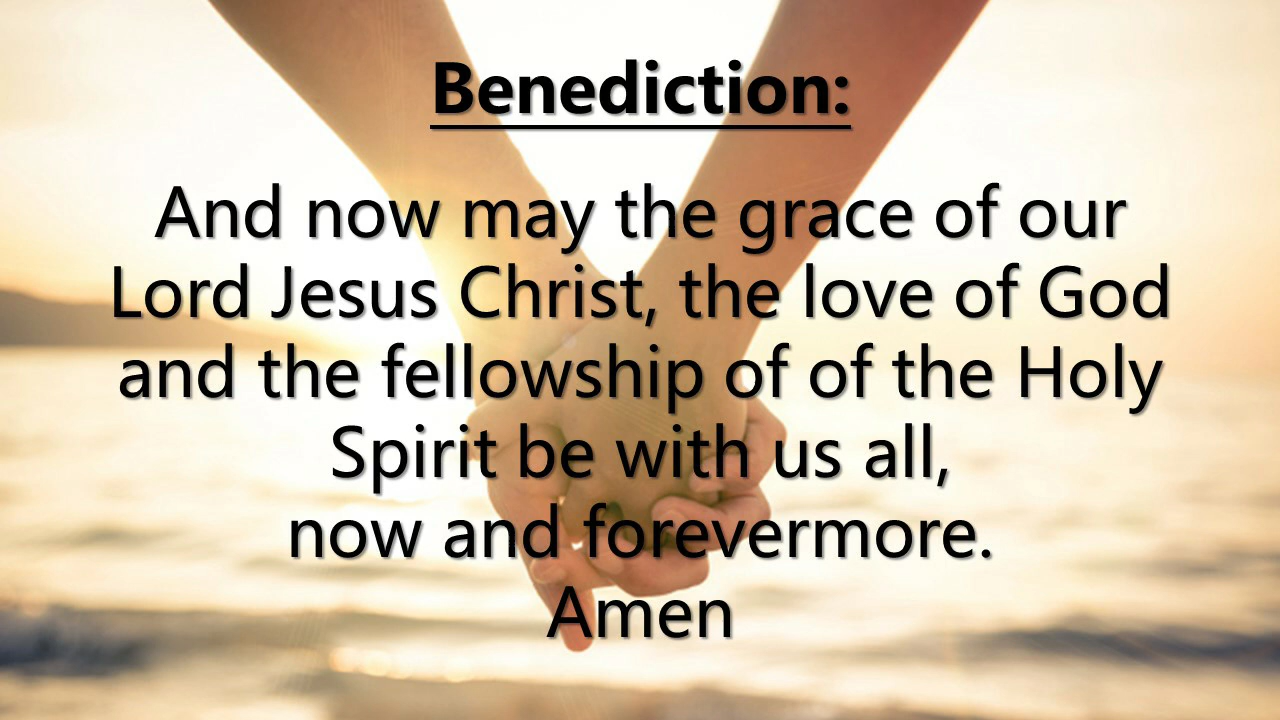 Benediction:
And now may the grace of our
Lord Jesus Christ, the love of God
and the fellowship of of the Holy
Spirit be with us all,
now and forevermore.
Amen